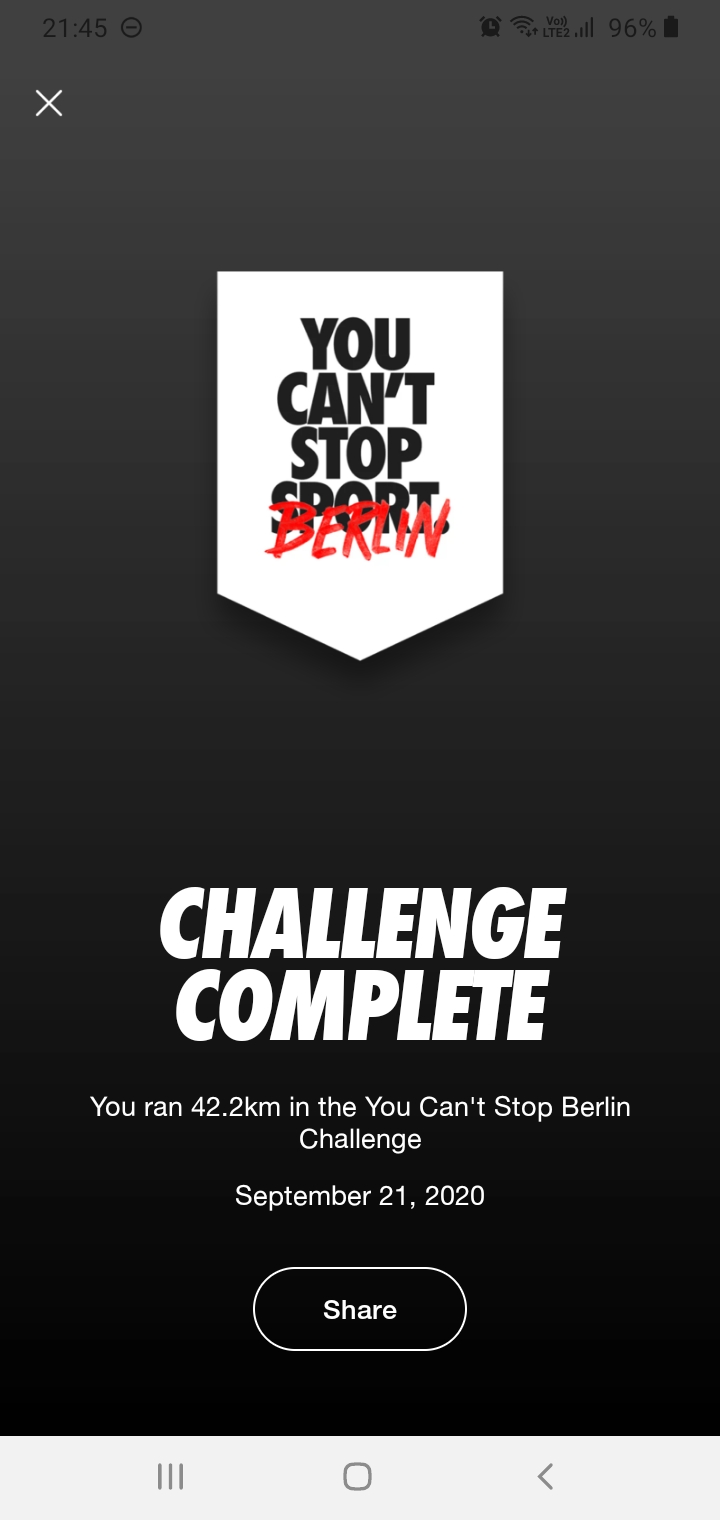 21:45
Vo)) LTE2 96%
YOU
CAN'T
STOP
SPORT.
BERLIN
CHALLENGE
COMPLETE
You ran 42.2km in the You Can't Stop Berlin
Challenge
September 21, 2020
Share